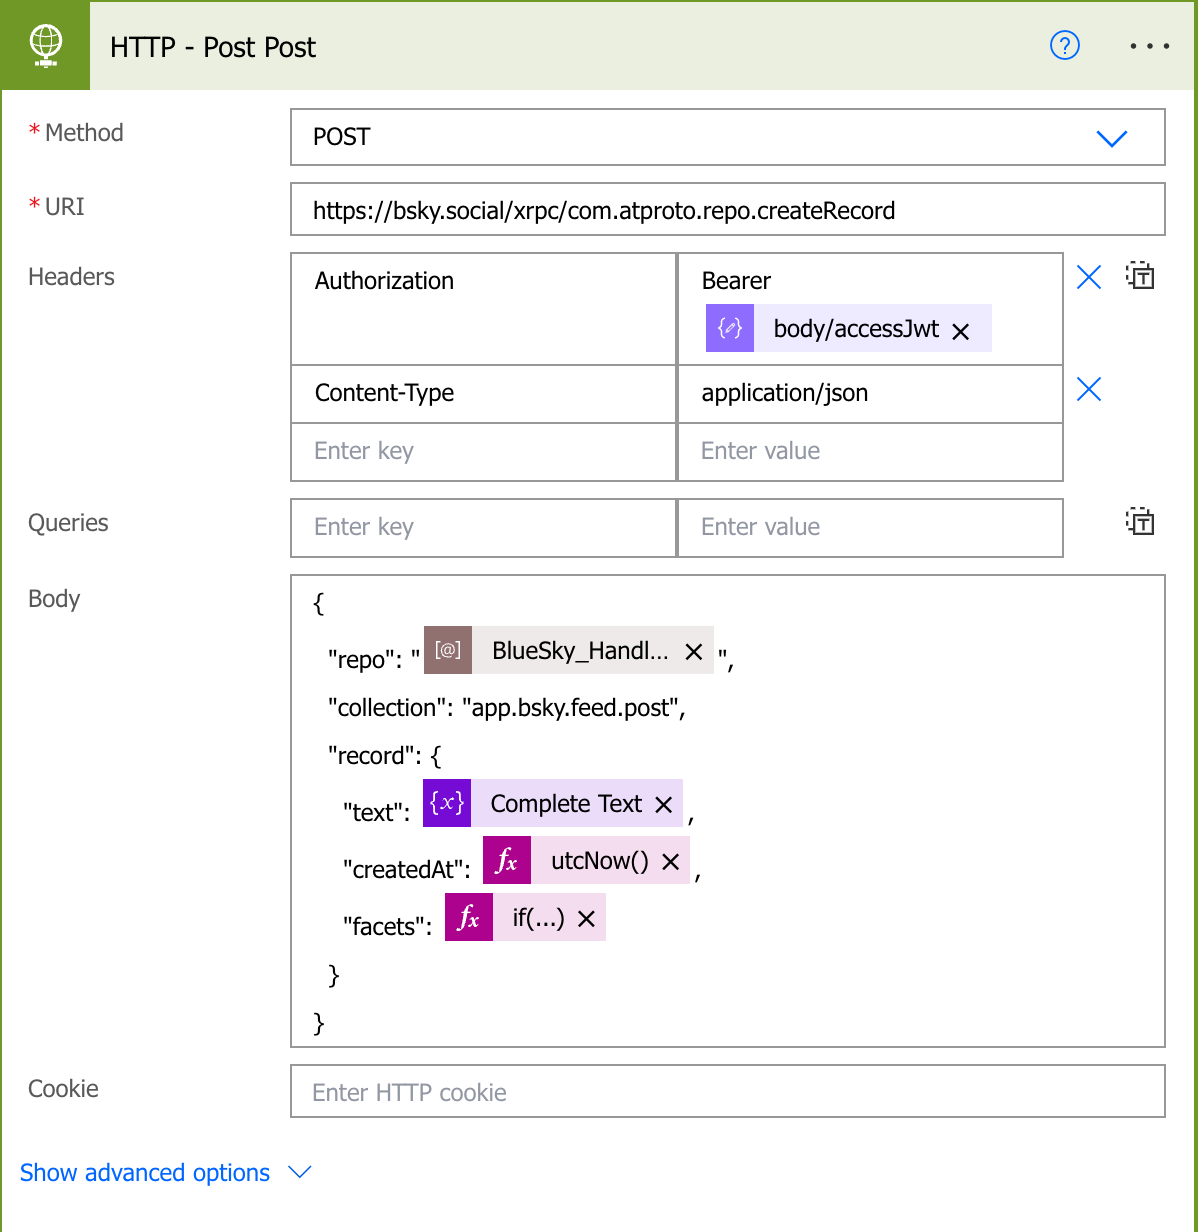 HTTP - Post Post
?
* Method
POST
* URI
https://bsky.social/xrpc/com.atproto.repo.createRecord
Headers
Authorization
Bearer
body/accessJwt
Content-Type
application/json
Enter key
Enter value
Queries
Enter key
Enter value
Body
{
"repo": " [@] BlueSky_Handl... ",
"collection": "app.bsky.feed.post",
"record": {
"text": {x} Complete Text ,
"createdAt": fx utcNow() ,
"facets": fx if(...)
}
}
Cookie
Enter HTTP cookie
Show advanced options